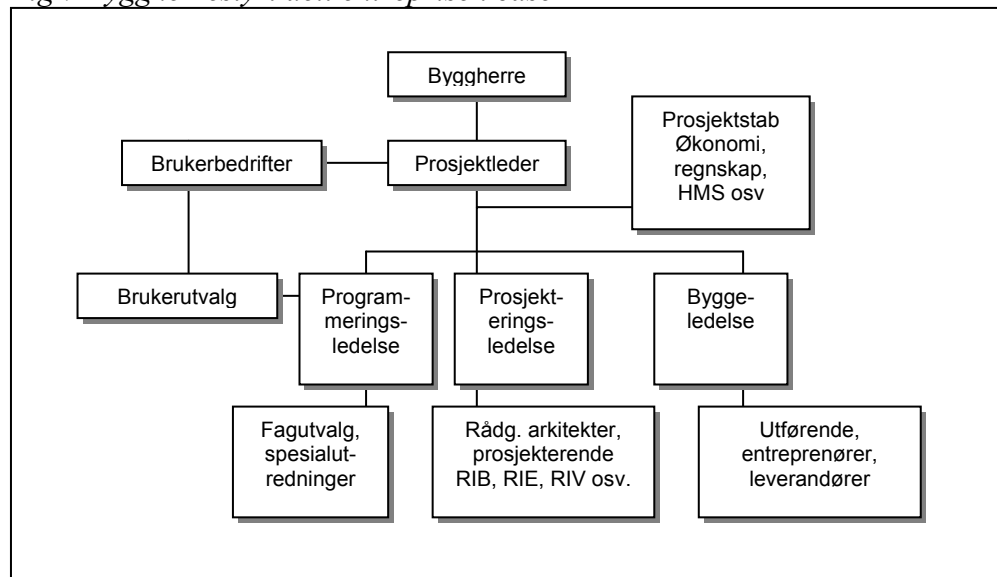 Byggherre
Prosjektstab
Økonomi,
regnskap,
HMS osv
Brukerbedrifter
Prosjektleder
Brukerutvalg
Program-
merings-
ledelse
Prosjekt-
erings-
ledelse
Bygge-
ledelse
Fagutvalg,
spesialut-
redninger
Rådg. arkitekter,
prosjekterende
RIB, RIE, RIV osv.
Utførende,
entreprenører,
leverandører